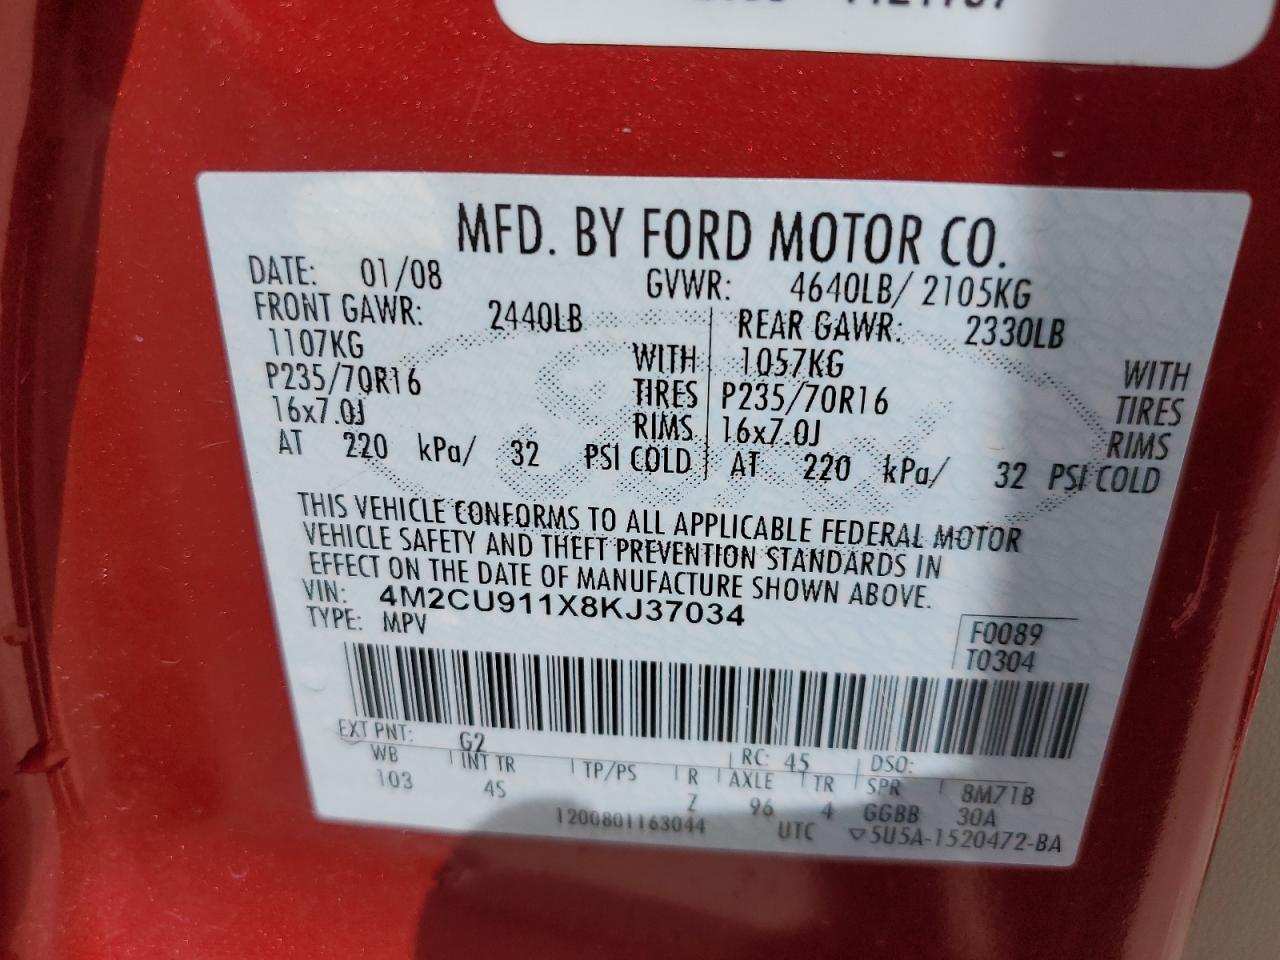 MFD. BY FORD MOTOR CO.
DATE: 01/08 GVWR: 4640LB/ 2105KG
FRONT GAWR: 2440LB REAR GAWR: 2330LB
1107KG WITH 1057KG WITH
P235/70R16 TIRES P235/70R16 TIRES
16x7.0J RIMS 16x7.0J RIMS
AT 220 kPa/ 32 PSI COLD AT 220 kPa/ 32 PSI COLD
THIS VEHICLE CONFORMS TO ALL APPLICABLE FEDERAL MOTOR
VEHICLE SAFETY AND THEFT PREVENTION STANDARDS IN
EFFECT ON THE DATE OF MANUFACTURE SHOWN ABOVE.
VIN: 4M2CU911X8KJ37034
TYPE: MPV F0089
T0304
EXT PNT: G2 RC: 45 DSO:
WB INT TR TP/PS R AXLE TR SPR 8M71B
103 45 Z 96 4 GGBB 30A
1200801163044 UTC ▽5U5A-1520472-BA